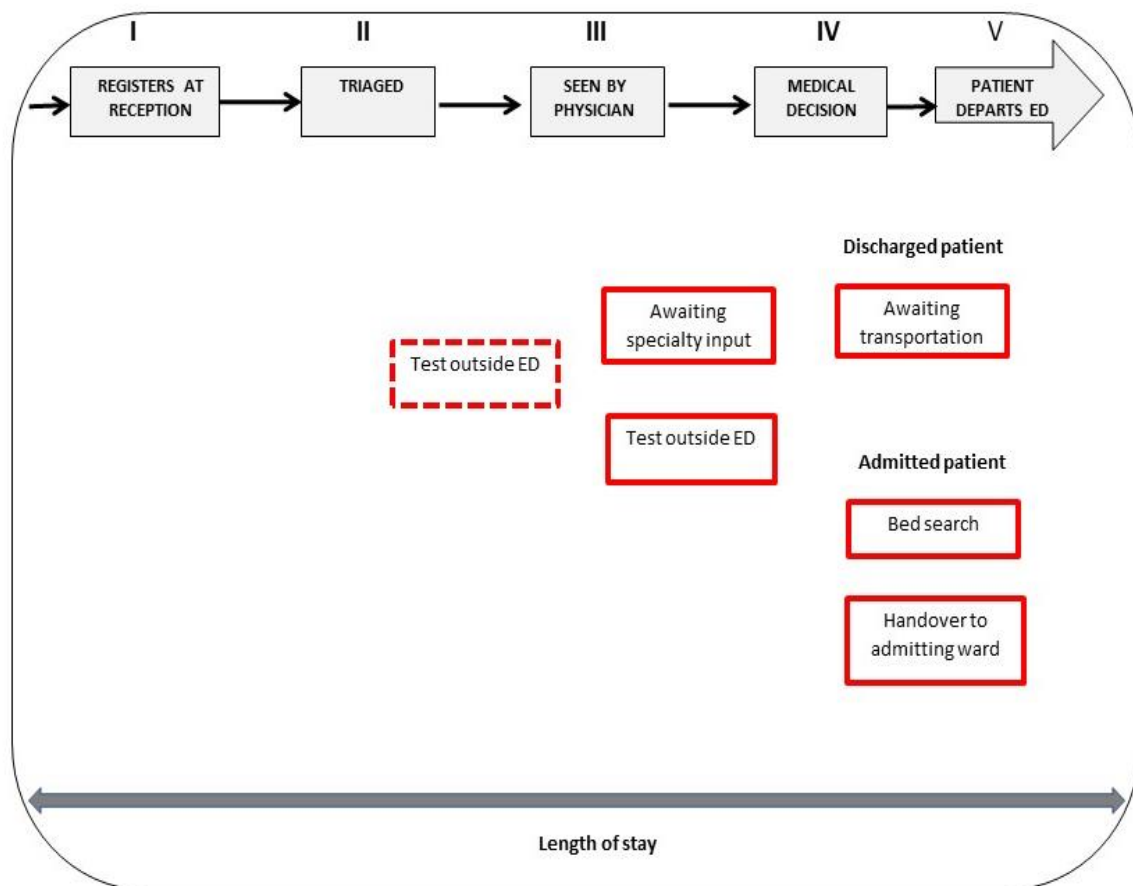 I II III IV V
REGISTERS AT
RECEPTION
TRIAGED
SEEN BY
PHYSICIAN
MEDICAL
DECISION
PATIENT
DEPARTS ED
Discharged patient
Awaiting
specialty input
Awaiting
transportation
Test outside ED
Test outside ED
Admitted patient
Bed search
Handover to
admitting ward
Length of stay